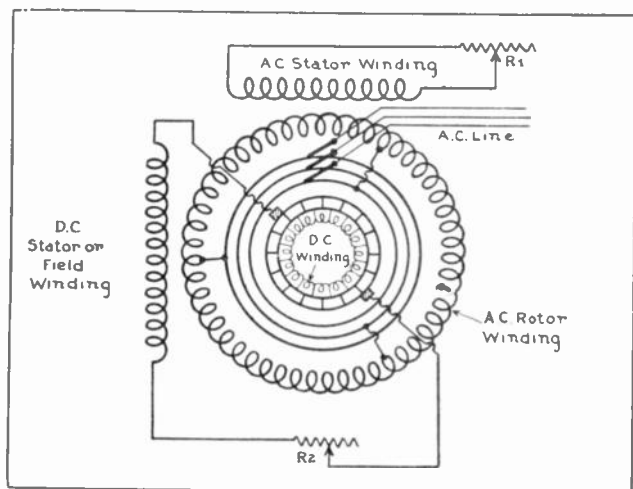 AC Stator Winding
R1
A.C. Line
D.C
Stator or
Field
Winding
D C
Winding
A.C. Rotor
Winding
R2